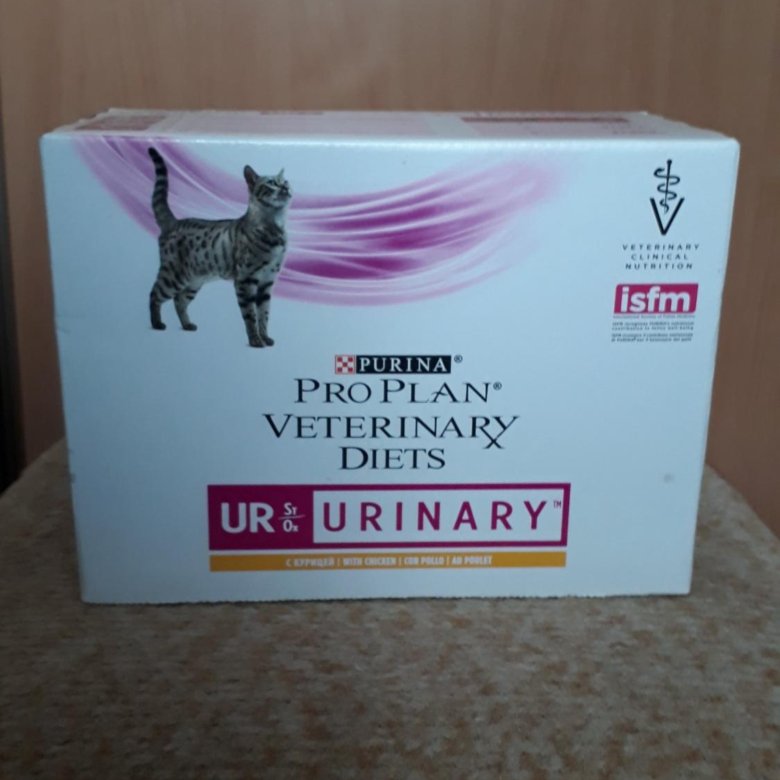 VETERINARY
CLINICAL
NUTRITION
isfm
PURINA®
PRO PLAN®
VETERINARY
DIETS
UR St/Ox URINARY™
С КУРИЦЕЙ | WITH CHICKEN | CON POLLO | AU POULET